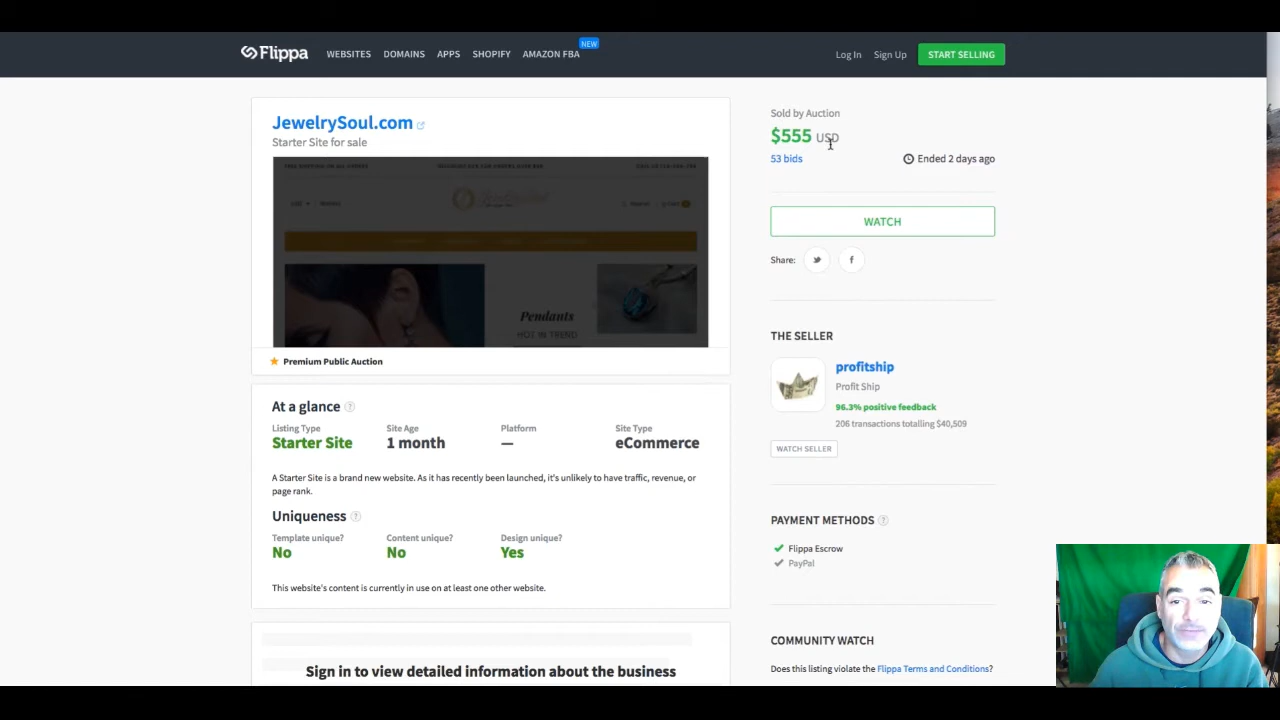 Flippa
WEBSITES
DOMAINS
APPS
SHOPIFY
AMAZON FBA
NEW
Log In
Sign Up
START SELLING
JewelrySoul.com
Starter Site for sale
Pendants
HOT IN TREND
Premium Public Auction
At a glance
Listing Type
Site Age
Platform
Site Type
Starter Site
1 month
—
eCommerce
A Starter Site is a brand new website. As it has recently been launched, it's unlikely to have traffic, revenue, or
page rank.
Uniqueness
Template unique?
Content unique?
Design unique?
No
No
Yes
This website's content is currently in use on at least one other website.
Sign in to view detailed information about the business
Sold by Auction
$555 USD
53 bids
Ended 2 days ago
WATCH
Share:
THE SELLER
profitship
Profit Ship
96.3% positive feedback
206 transactions totalling $40,509
WATCH SELLER
PAYMENT METHODS
Flippa Escrow
PayPal
COMMUNITY WATCH
Does this listing violate the Flippa Terms and Conditions?